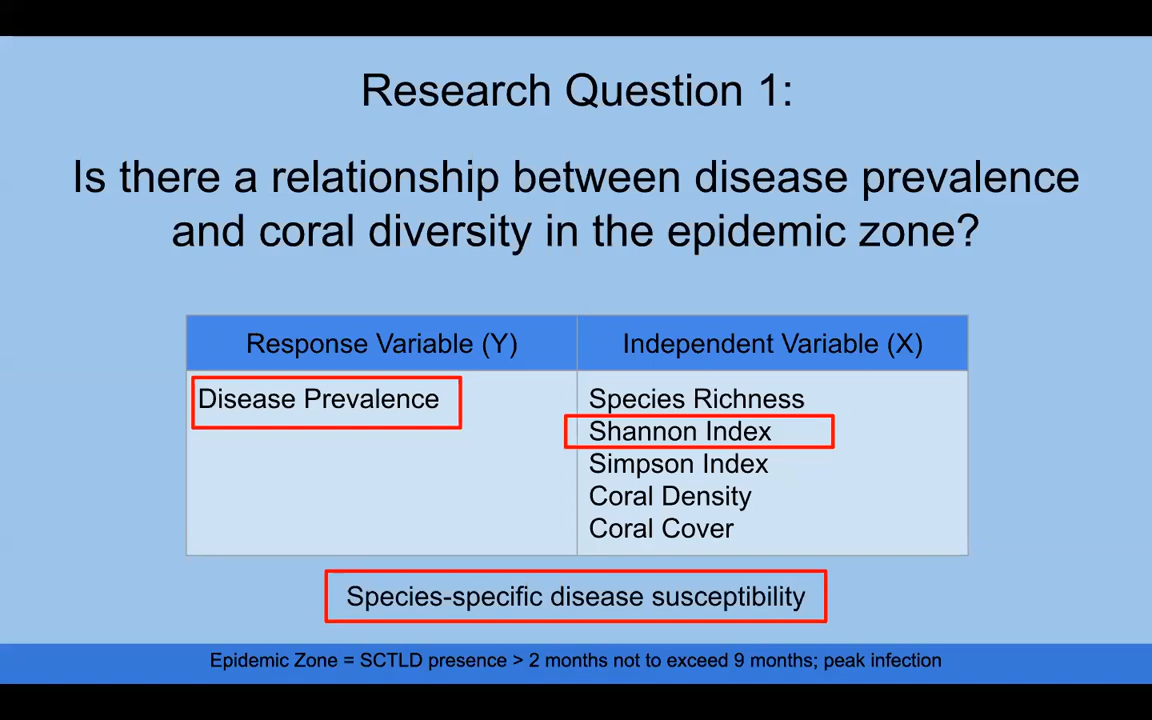 Research Question 1:
Is there a relationship between disease prevalence
and coral diversity in the epidemic zone?
Response Variable (Y)
Independent Variable (X)
Disease Prevalence
Species Richness
Shannon Index
Simpson Index
Coral Density
Coral Cover
Species-specific disease susceptibility
Epidemic Zone = SCTLD presence > 2 months not to exceed 9 months; peak infection